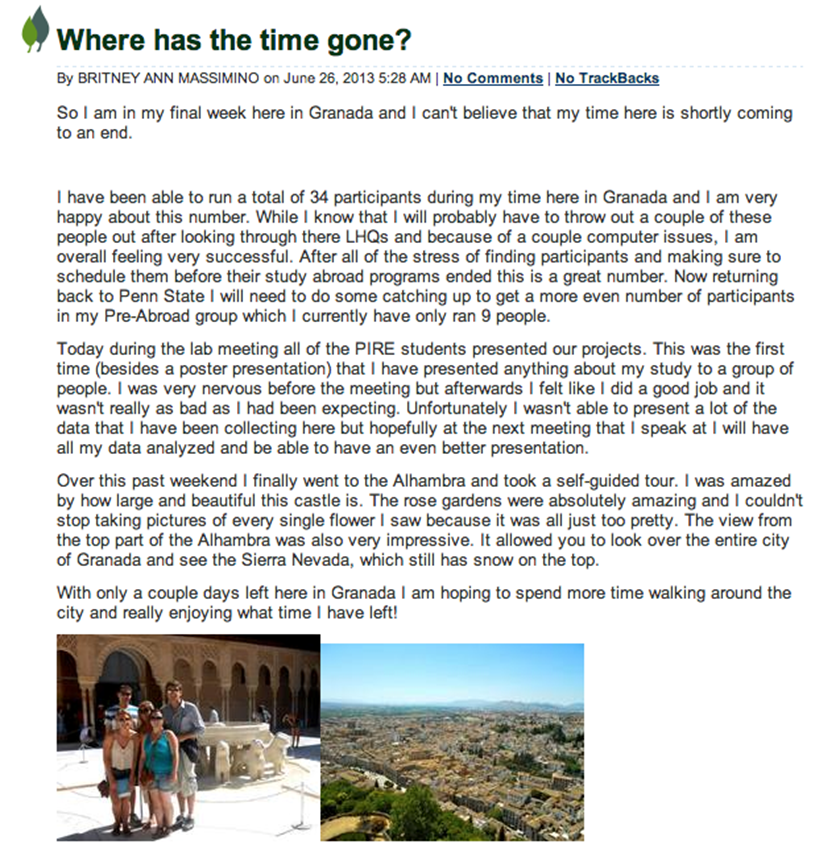 Where has the time gone?
By BRITNEY ANN MASSIMINO on June 26, 2013 5:28 AM | No Comments | No TrackBacks
So I am in my final week here in Granada and I can't believe that my time here is shortly coming
to an end.
I have been able to run a total of 34 participants during my time here in Granada and I am very
happy about this number. While I know that I will probably have to throw out a couple of these
people out after looking through there LHQs and because of a couple computer issues, I am
overall feeling very successful. After all of the stress of finding participants and making sure to
schedule them before their study abroad programs ended this is a great number. Now returning
back to Penn State I will need to do some catching up to get a more even number of participants
in my Pre-Abroad group which I currently have only ran 9 people.
Today during the lab meeting all of the PIRE students presented our projects. This was the first
time (besides a poster presentation) that I have presented anything about my study to a group of
people. I was very nervous before the meeting but afterwards I felt like I did a good job and it
wasn't really as bad as I had been expecting. Unfortunately I wasn't able to present a lot of the
data that I have been collecting here but hopefully at the next meeting that I speak at I will have
all my data analyzed and be able to have an even better presentation.
Over this past weekend I finally went to the Alhambra and took a self-guided tour. I was amazed
by how large and beautiful this castle is. The rose gardens were absolutely amazing and I couldn't
stop taking pictures of every single flower I saw because it was all just too pretty. The view from
the top part of the Alhambra was also very impressive. It allowed you to look over the entire city
of Granada and see the Sierra Nevada, which still has snow on the top.
With only a couple days left here in Granada I am hoping to spend more time walking around the
city and really enjoying what time I have left!